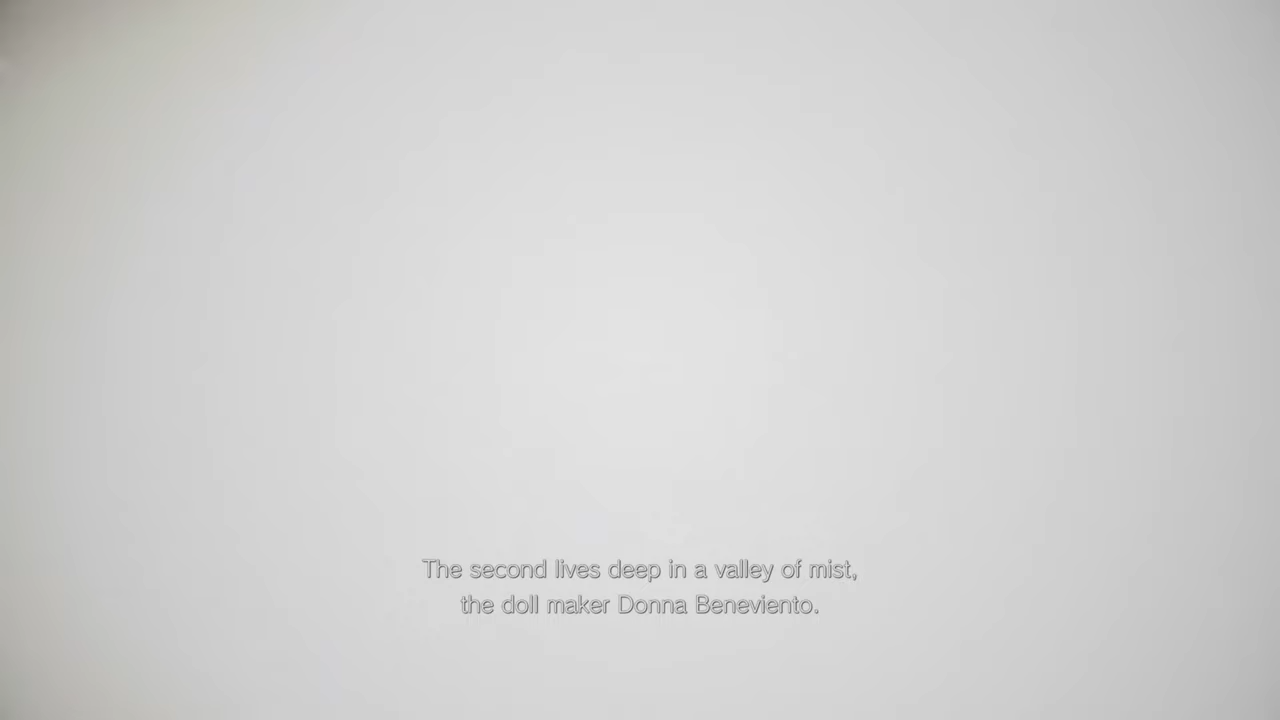 The second lives deep in a valley of mist,
the doll maker Donna Beneviento.